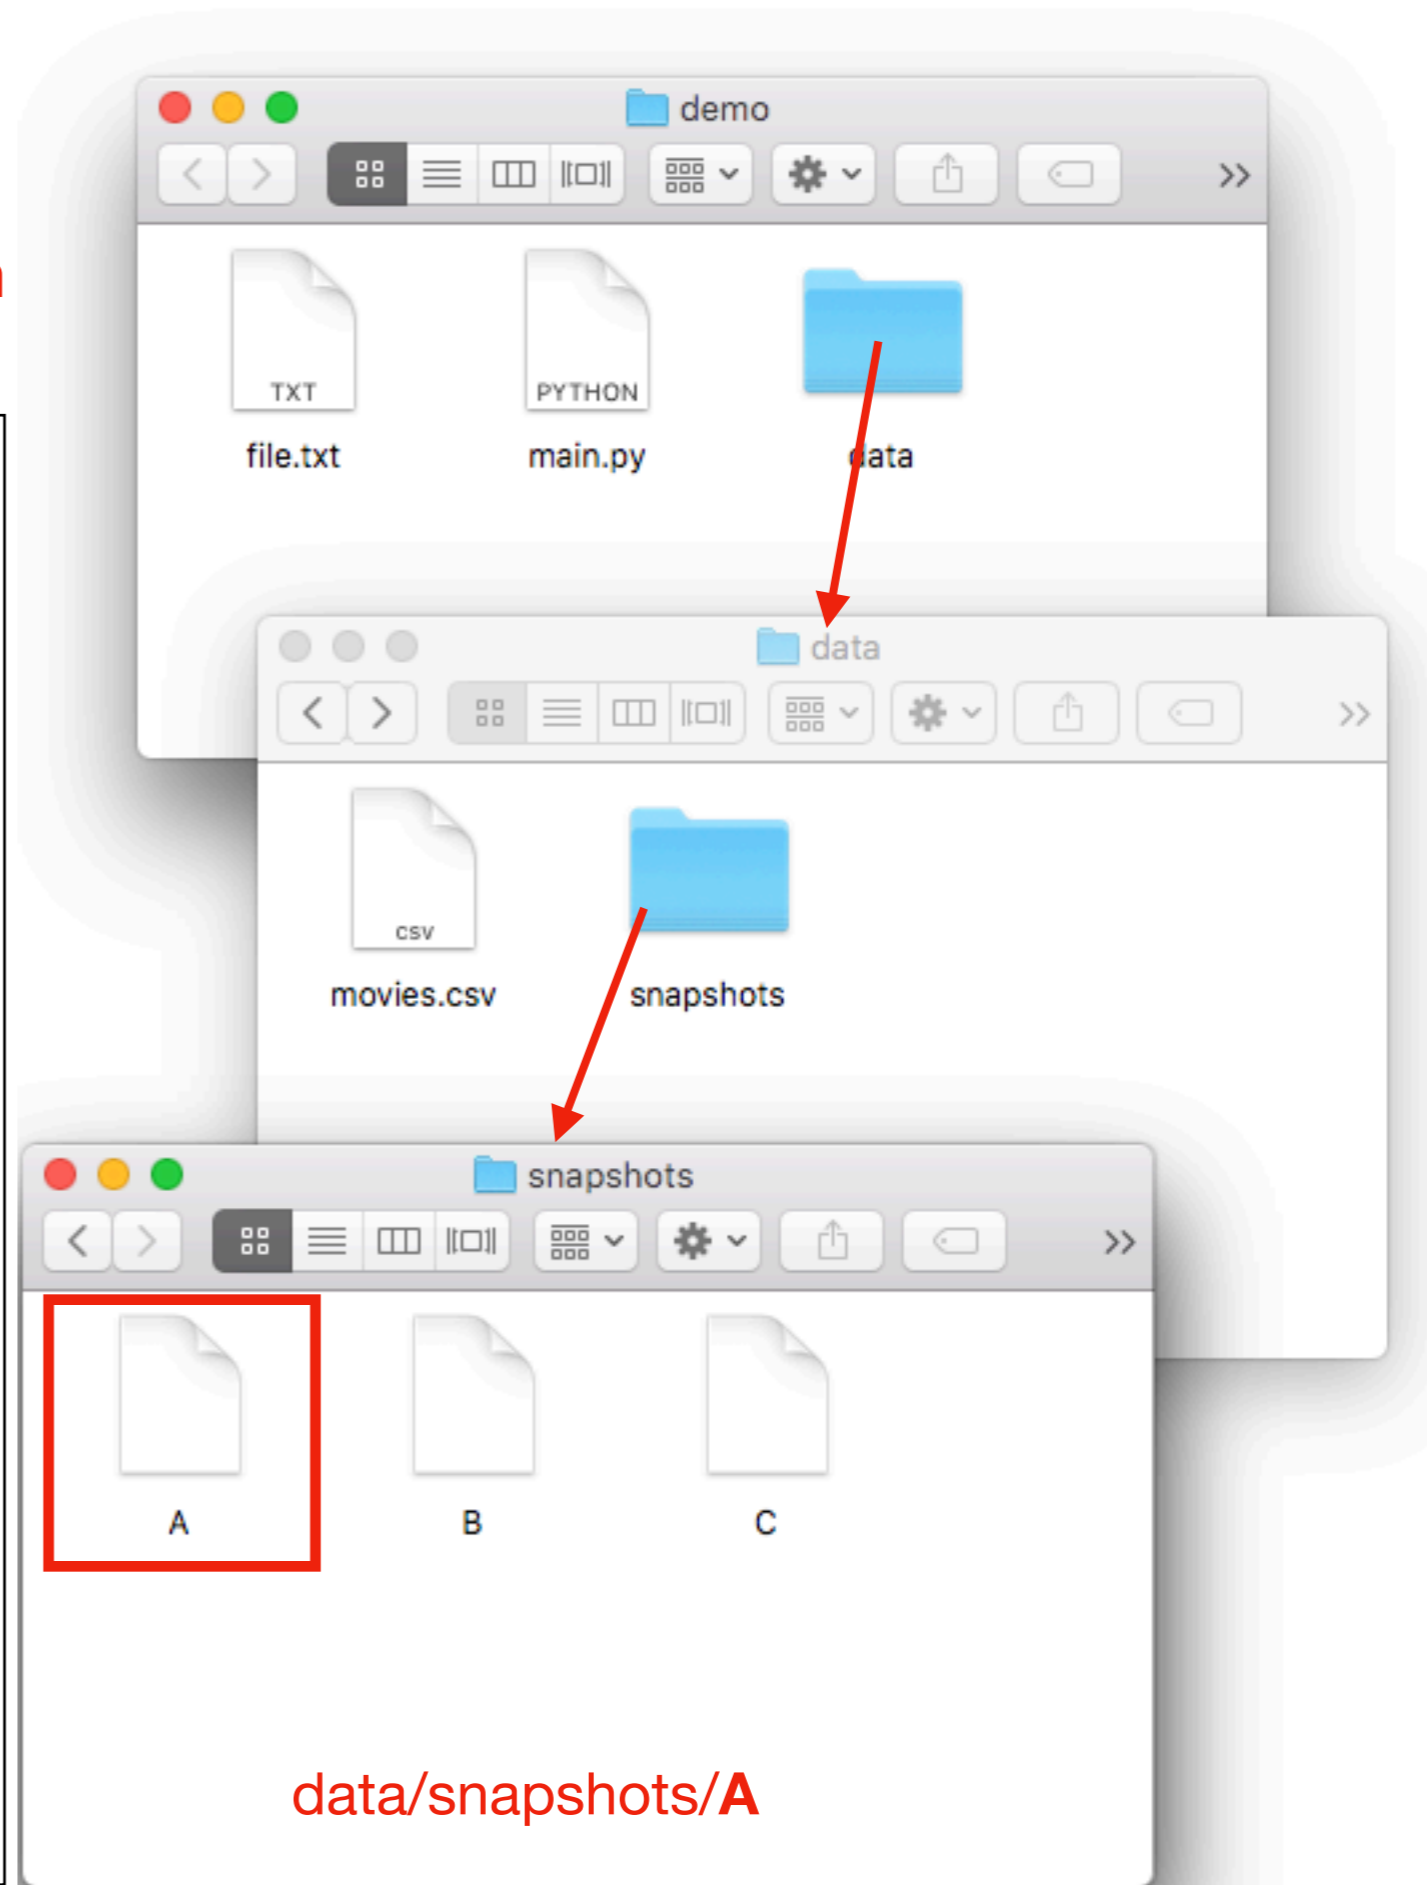 demo
TXT
PYTHON
file.txt
main.py
data
data
csv
movies.csv
snapshots
snapshots
A
B
C
data/snapshots/A